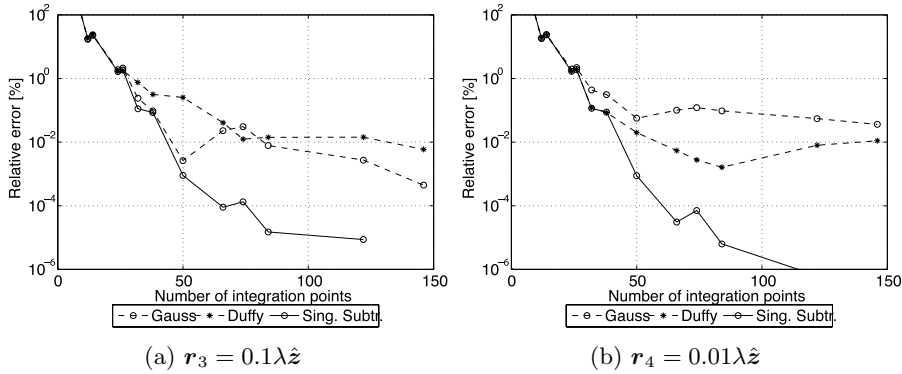 10^2
10^0
10^−2
10^−4
10^−6
Relative error [%]
0 50 100 150
Number of integration points
Gauss Duffy Sing. Subtr.
(a) r_3 = 0.1λẑ
10^2
10^0
10^−2
10^−4
10^−6
Relative error [%]
0 50 100 150
Number of integration points
Gauss Duffy Sing. Subtr.
(b) r_4 = 0.01λẑ